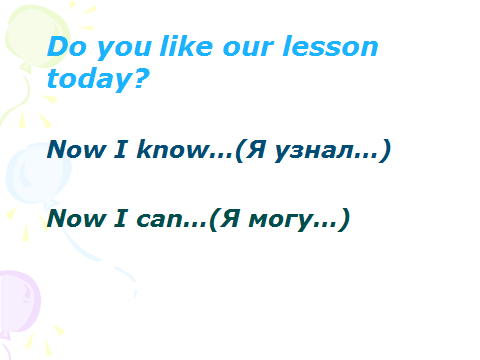 Do you like our lesson
today?
Now I know…(Я узнал…)
Now I can…(Я могу…)